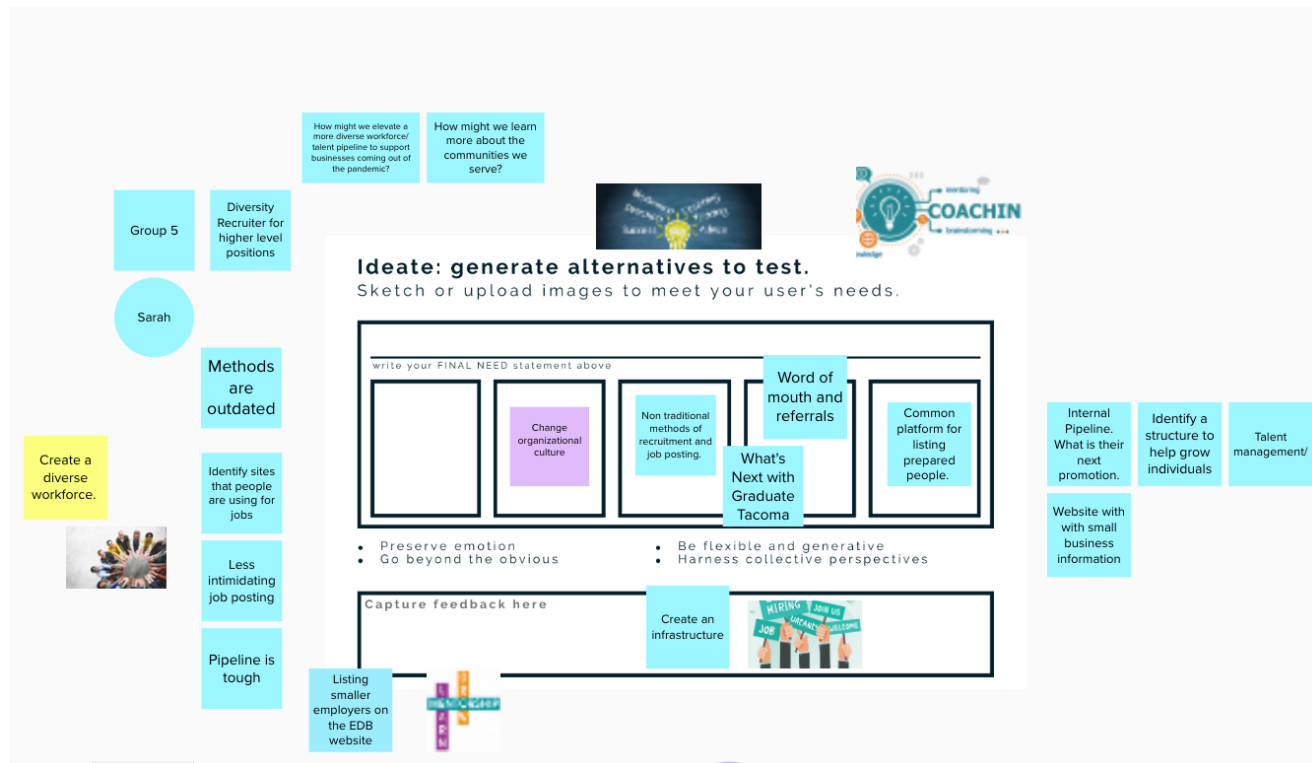 How might we elevate a
more diverse workforce/
talent pipeline to support
businesses coming out of
the pandemic?
How might we learn
more about the
communities we
serve?
Group 5
Diversity
Recruiter for
higher level
positions
Sarah
Methods
are
outdated
Create a
diverse
workforce.
Identify sites
that people
are using for
jobs
Less
intimidating
job posting
Pipeline is
tough
Listing
smaller
employers on
the EDB
website
mentoring
COACHIN
brainstorming
Ideate: generate alternatives to test.
Sketch or upload images to meet your user's needs.
write your FINAL NEED statement above
Change
organizational
culture
Non traditional
methods of
recruitment and
job posting.
Word of
mouth and
referrals
What's
Next with
Graduate
Tacoma
Common
platform for
listing
prepared
people.
• Preserve emotion
• Go beyond the obvious
• Be flexible and generative
• Harness collective perspectives
Capture feedback here
Create an
infrastructure
HIRING
JOIN US
JOB
VACANCY
WELCOME
Internal
Pipeline.
What is their
next
promotion.
Identify a
structure to
help grow
individuals
Talent
management/
Website with
with small
business
information